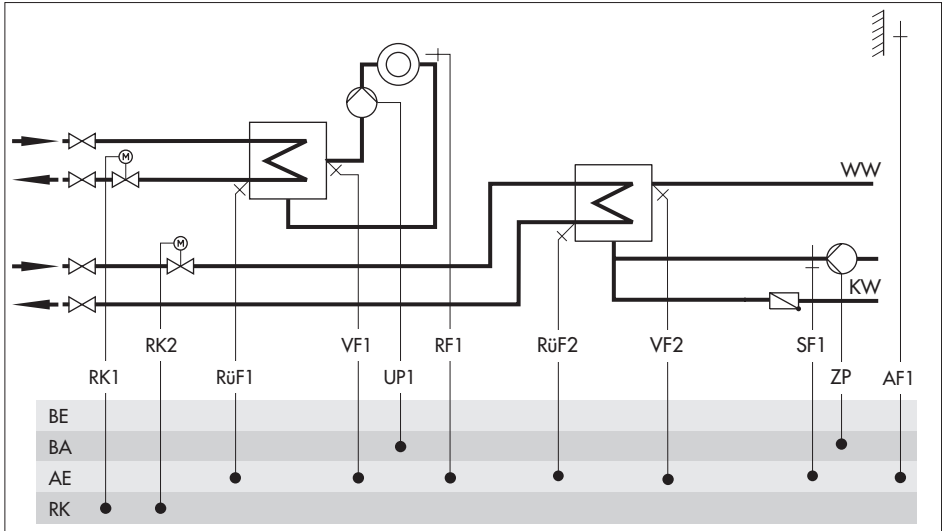 M
M
WW
KW
RK2 VF1 RF1 RüF2 VF2 SF1
RK1 RüF1 UP1 ZP AF1
BE
BA
AE
RK